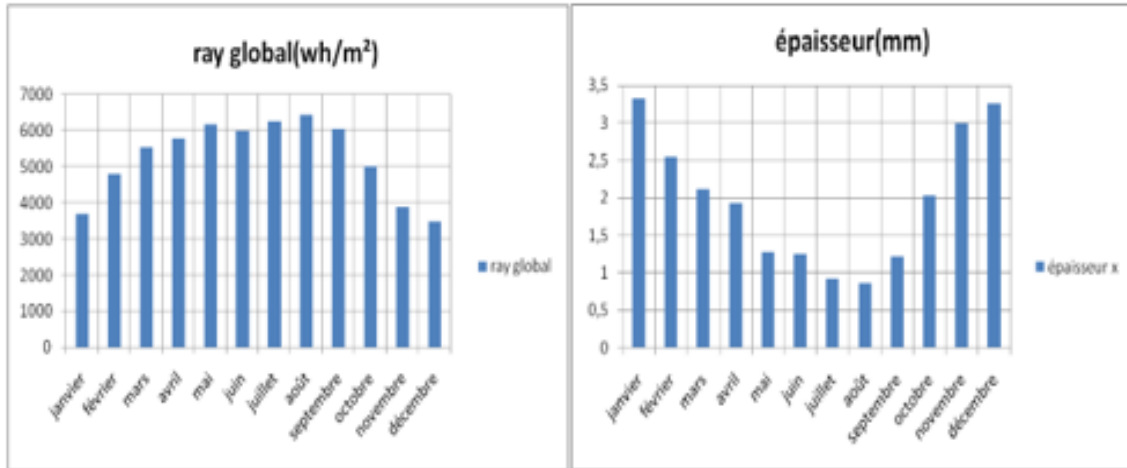 ray global(wh/m²)
7000
6000
5000
4000
3000
2000
1000
0
janvier
février
mars
avril
mai
juin
juillet
août
septembre
octobre
novembre
décembre
ray global
épaisseur(mm)
3,5
3
2,5
2
1,5
1
0,5
0
janvier
février
mars
avril
mai
juin
juillet
août
septembre
octobre
novembre
décembre
épaisseur x